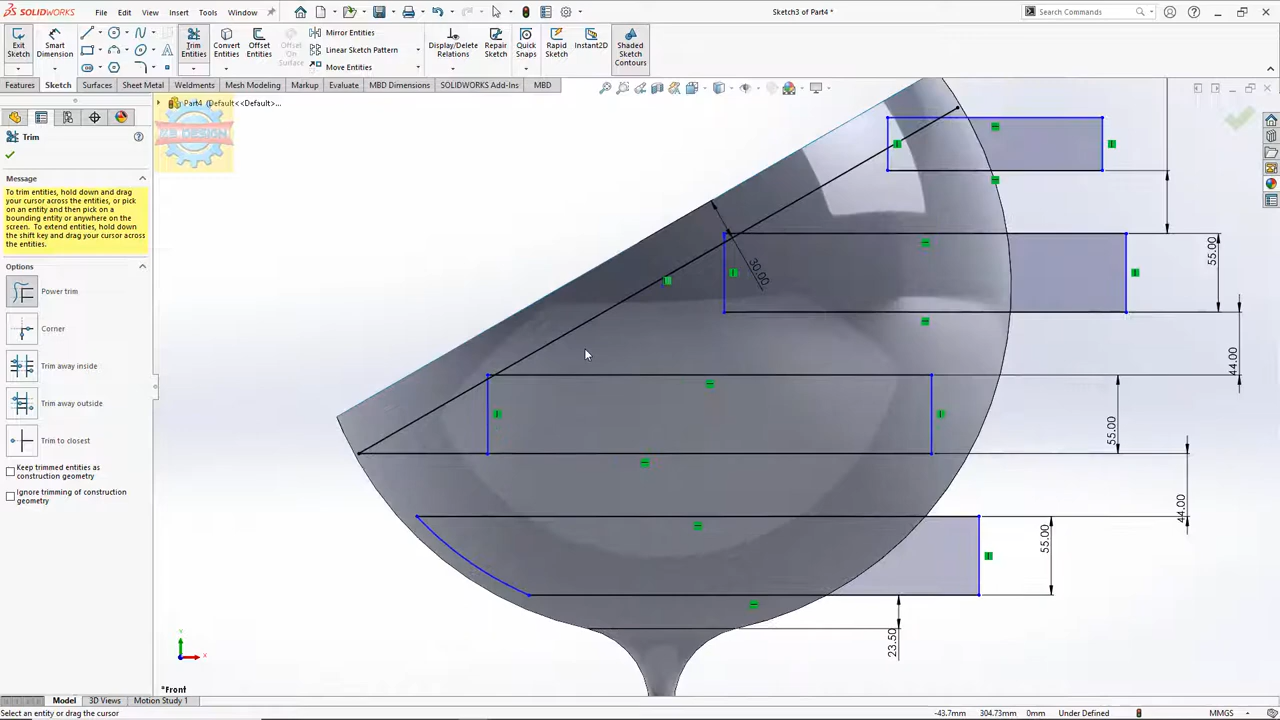 SOLIDWORKS
File Edit View Insert Tools Window
Sketch3 of Part4 *
Search Commands
Exit Sketch
Smart Dimension
Trim Entities
Convert Entities
Offset Entities
Offset On Surface
Mirror Entities
Linear Sketch Pattern
Move Entities
Display/Delete Relations
Repair Sketch
Quick Snaps
Rapid Sketch
Instant2D
Shaded Sketch Contours
Features Sketch Surfaces Sheet Metal Weldments Mesh Modeling Markup Evaluate MBD Dimensions SOLIDWORKS Add-Ins MBD
Part4 (Default<<Default>...
Trim
Message
To trim entities, hold down and drag
your cursor across the entities, or pick
on an entity and then pick on a
bounding entity or anywhere on the
screen. To extend entities, hold down
the shift key and drag your cursor across
the entities.
Options
Power trim
Corner
Trim away inside
Trim away outside
Trim to closest
Keep trimmed entities as
construction geometry
Ignore trimming of construction
geometry
30.00
55.00
44.00
55.00
44.00
55.00
23.50
Y
X
*Front
Model 3D Views Motion Study 1
Select an entity or drag the cursor
-43.7mm 304.73mm 0mm Under Defined MMGS